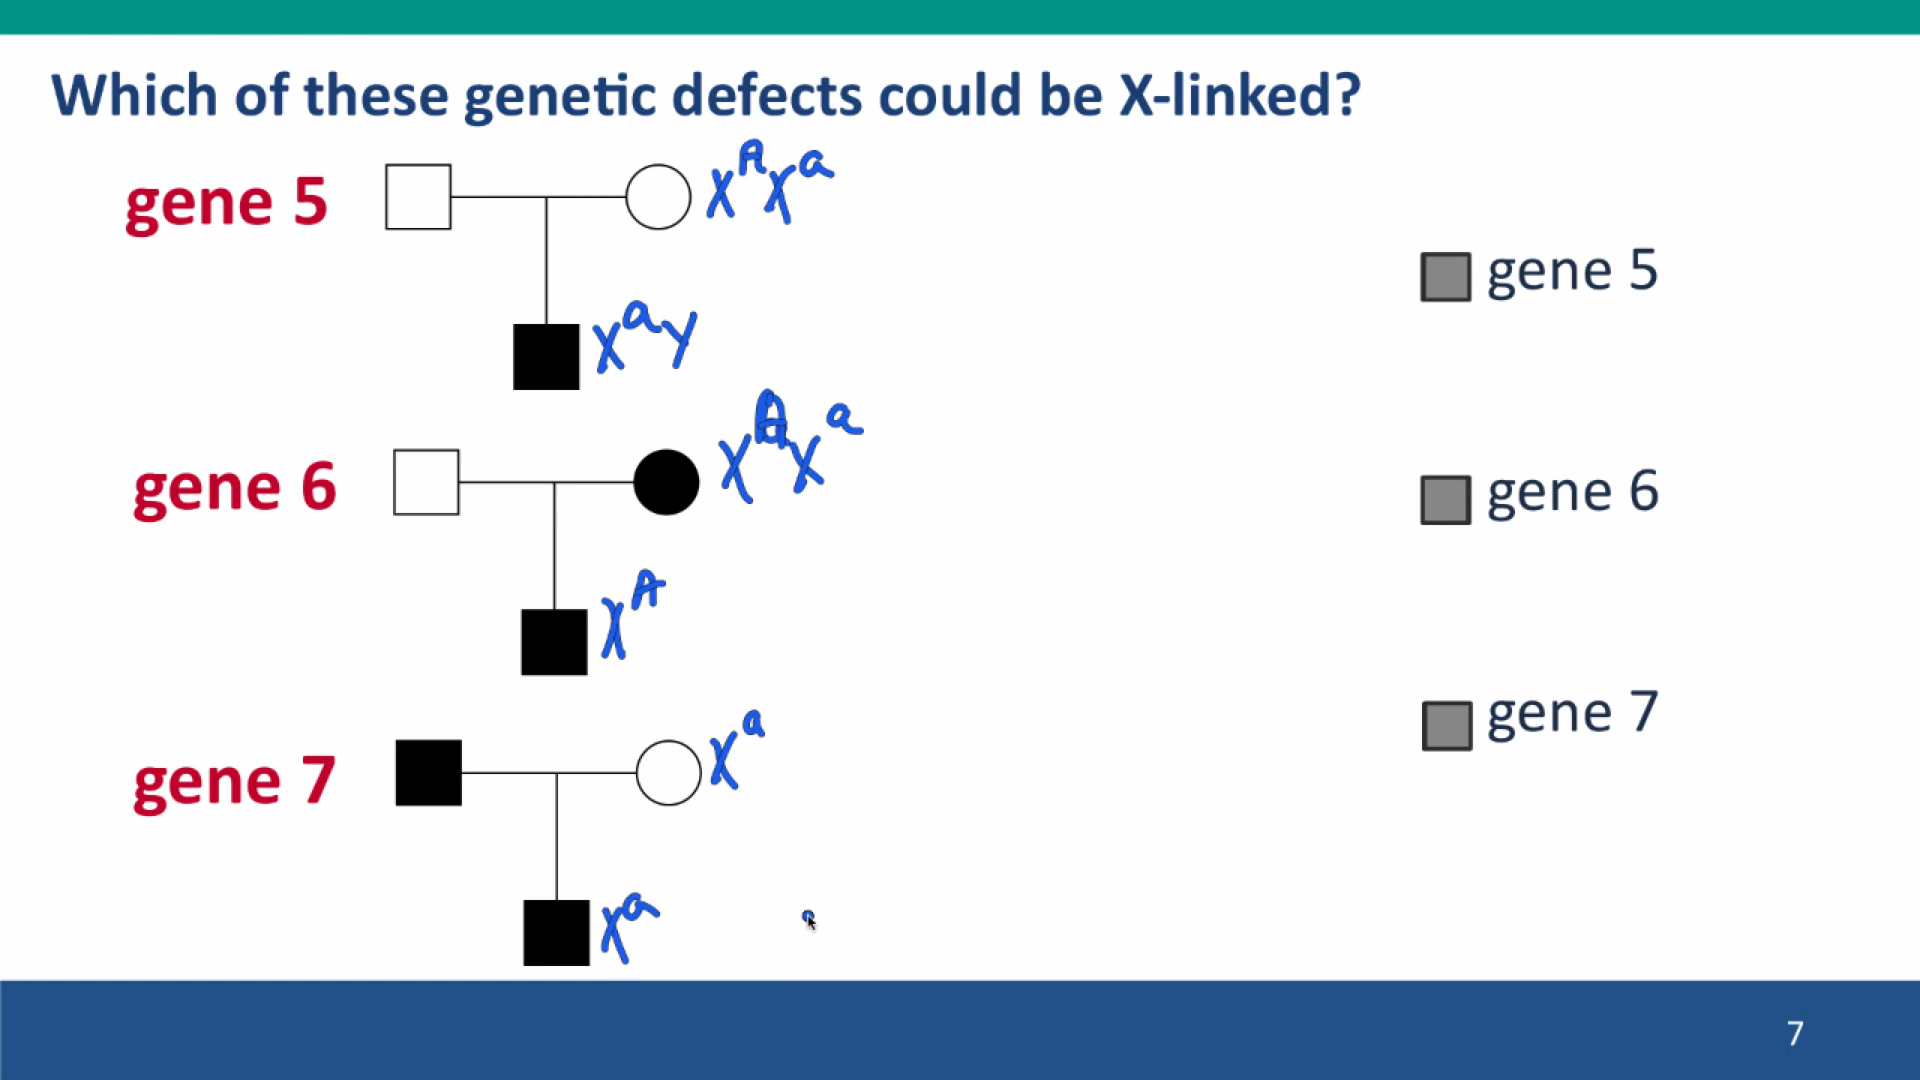 Which of these genetic defects could be X-linked?
gene 5
X^A X^a
X^a y
gene 6
X^A X^a
X^A
gene 7
X^a
X^a
gene 5
gene 6
gene 7
7